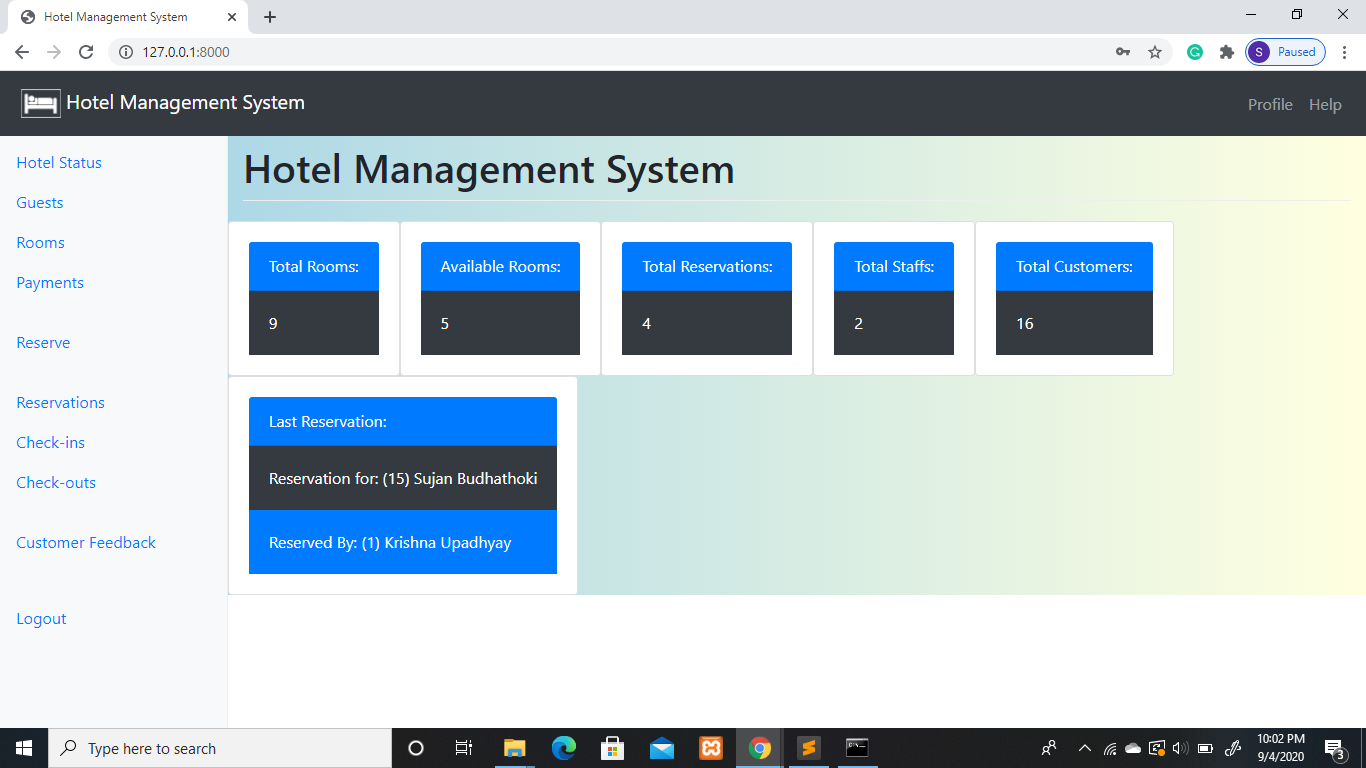 Hotel Management System
127.0.0.1:8000
S Paused
Hotel Management System
Profile Help
Hotel Status
Guests
Rooms
Payments
Reserve
Reservations
Check-ins
Check-outs
Customer Feedback
Logout
Hotel Management System
Total Rooms:
9
Available Rooms:
5
Total Reservations:
4
Total Staffs:
2
Total Customers:
16
Last Reservation:
Reservation for: (15) Sujan Budhathoki
Reserved By: (1) Krishna Upadhyay
Type here to search
10:02 PM
9/4/2020
3